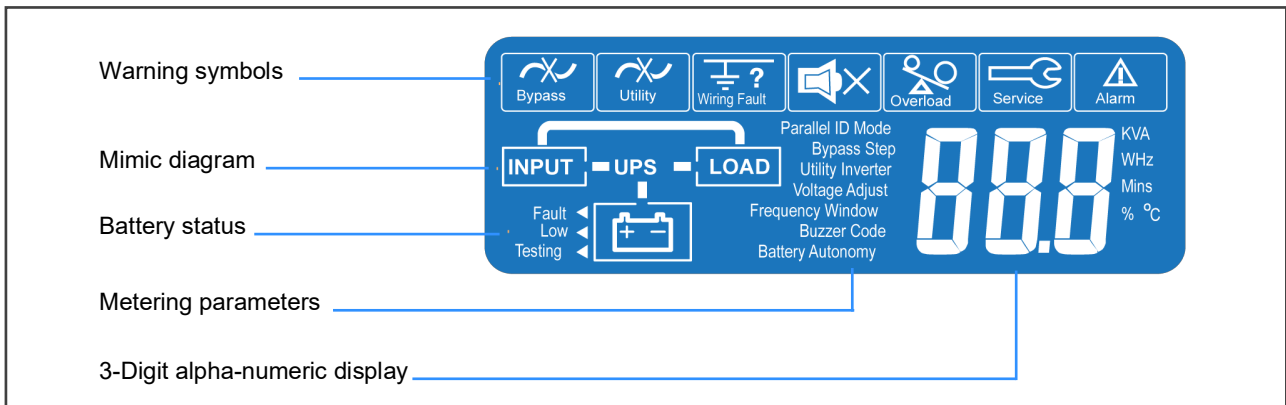 Warning symbols
Bypass
Utility
?
Wiring Fault
Overload
Service
Alarm
Mimic diagram
INPUT
UPS
LOAD
Parallel ID Mode
Bypass Step
Utility Inverter
Voltage Adjust
Frequency Window
Buzzer Code
Battery Autonomy
88.8
KVA
WHz
Mins
% °C
Battery status
Fault
Low
Testing
+ −
Metering parameters
3-Digit alpha-numeric display